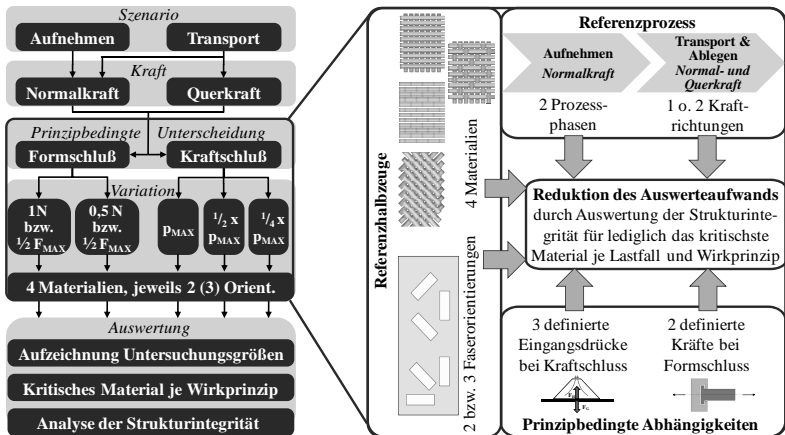 Szenario
Aufnehmen
Transport
Kraft
Normalkraft
Querkraft
Prinzipbedingte
Unterscheidung
Formschluß
Kraftschluß
Variation
1N
bzw.
½ FMAX
0,5 N
bzw.
½ FMAX
pMAX
1/2 x
pMAX
1/4 x
pMAX
4 Materialien, jeweils 2 (3) Orient.
Auswertung
Aufzeichnung Untersuchungsgrößen
Kritisches Material je Wirkprinzip
Analyse der Strukturintegrität
Referenzhalbzeuge
4 Materialien
2 bzw. 3 Faserorientierungen
Referenzprozess
Aufnehmen
Normalkraft
Transport &
Ablegen
Normal- und
Querkraft
2 Prozess-
phasen
1 o. 2 Kraft-
richtungen
Reduktion des Auswerteaufwands
durch Auswertung der Strukturinte-
grität für lediglich das kritischste
Material je Lastfall und Wirkprinzip
3 definierte
Eingangsdrücke
bei Kraftschluss
2 definierte
Kräfte bei
Formschluss
FG
Prinzipbedingte Abhängigkeiten